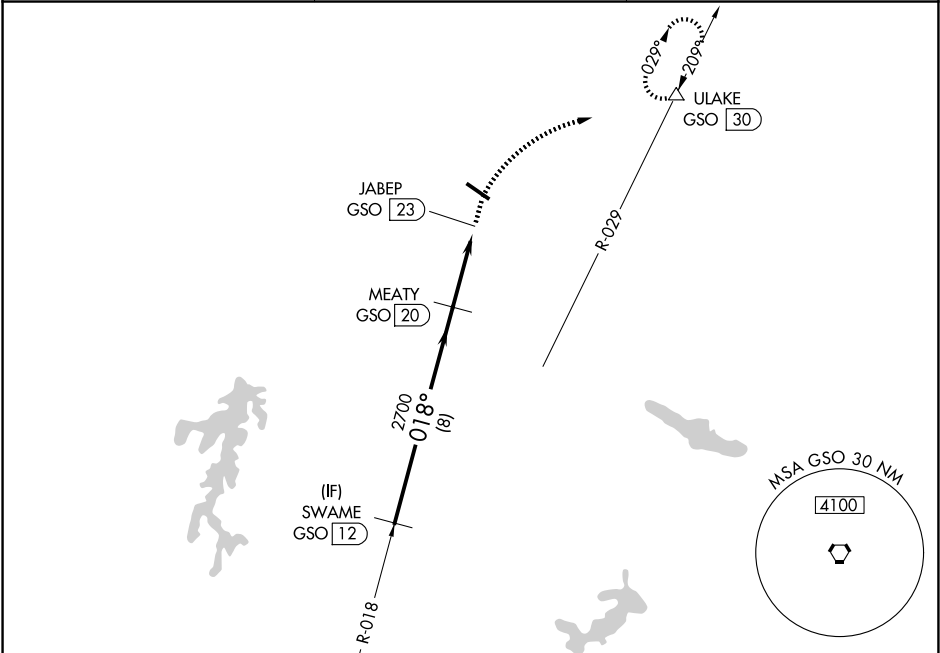 029°
209°
ULAKE
GSO 30
JABEP
GSO 23
R-029
MEATY
GSO 20
2700
018°
(8)
(IF)
SWAME
GSO 12
R-018
MSA GSO 30 NM
4100